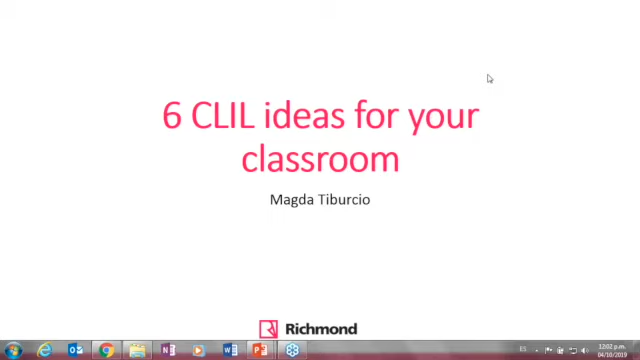 6 CLIL ideas for your
classroom
Magda Tiburcio
Richmond
ES
12:02 p.m.
04/10/2019